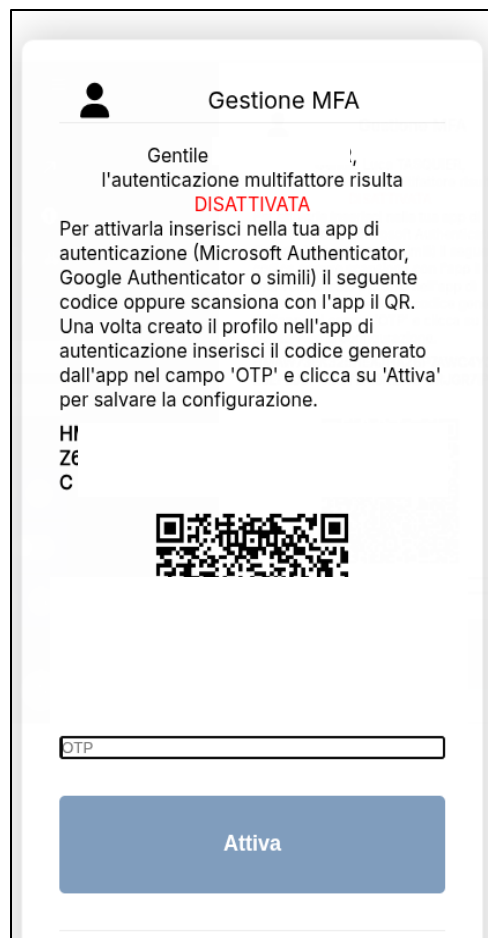 Gestione MFA
Gentile
l'autenticazione multifattore risulta
DISATTIVATA
Per attivarla inserisci nella tua app di
autenticazione (Microsoft Authenticator,
Google Authenticator o simili) il seguente
codice oppure scansiona con l'app il QR.
Una volta creato il profilo nell'app di
autenticazione inserisci il codice generato
dall'app nel campo 'OTP' e clicca su 'Attiva'
per salvare la configurazione.
Z6
C
OTP
Attiva